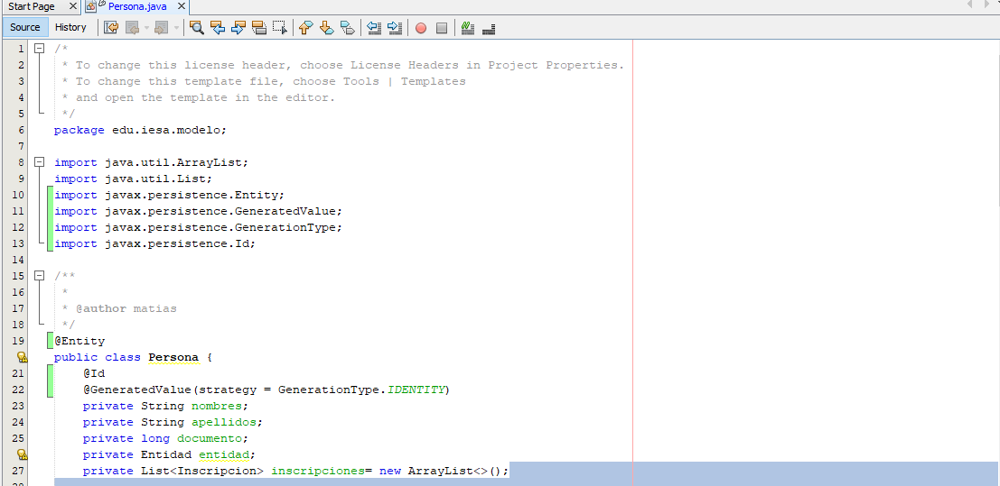 Start Page
Persona.java
Source History
1 /*
2 * To change this license header, choose License Headers in Project Properties.
3 * To change this template file, choose Tools | Templates
4 * and open the template in the editor.
5 */
6 package edu.iesa.modelo;
7
8 import java.util.ArrayList;
9 import java.util.List;
10 import javax.persistence.Entity;
11 import javax.persistence.GeneratedValue;
12 import javax.persistence.GenerationType;
13 import javax.persistence.Id;
14
15 /**
16 *
17 * @author matias
18 */
19 @Entity
public class Persona {
21 @Id
22 @GeneratedValue(strategy = GenerationType.IDENTITY)
23 private String nombres;
24 private String apellidos;
25 private long documento;
private Entidad entidad;
27 private List<Inscripcion> inscripciones= new ArrayList<>();